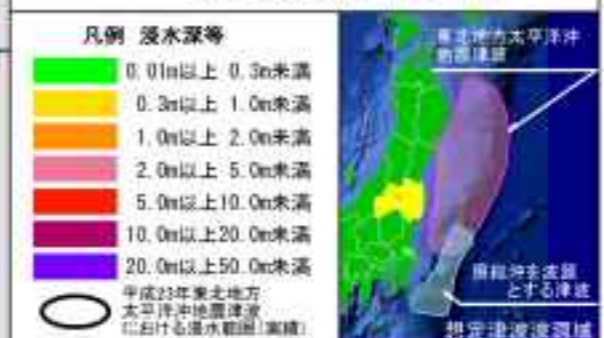 凡例 浸水深等
0.01m以上 0.3m未満
0.3m以上 1.0m未満
1.0m以上 2.0m未満
2.0m以上 5.0m未満
5.0m以上10.0m未満
10.0m以上20.0m未満
20.0m以上50.0m未満
平成23年東北地方
太平洋沖地震津波
における浸水範囲(実績)
東北地方太平洋沖
地震津波
房総沖を波源
とする津波
想定津波波源域